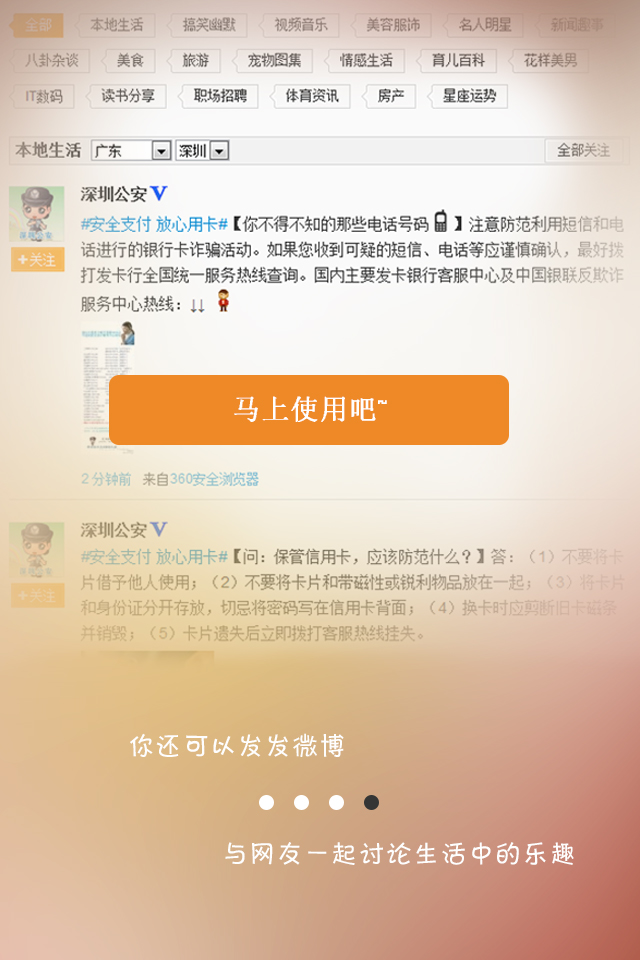 全部 本地生活 搞笑幽默 视频音乐 美容服饰 名人明星 新闻趣事
八卦杂谈 美食 旅游 宠物图集 情感生活 育儿百科 花样美男
IT数码 读书分享 职场招聘 体育资讯 房产 星座运势
本地生活 广东 深圳 全部关注
深圳公安V
#安全支付 放心用卡#【你不得不知的那些电话号码】注意防范利用短信和电
话进行的银行卡诈骗活动。如果您收到可疑的短信、电话等应谨慎确认，最好拨
打发卡行全国统一服务热线查询。国内主要发卡银行客服中心及中国银联反欺诈
服务中心热线：↓↓
+关注
马上使用吧~
2 分钟前 来自360安全浏览器
深圳公安V
#安全支付 放心用卡#【问：保管信用卡，应该防范什么？】答：（1）不要将卡
片借予他人使用；（2）不要将卡片和带磁性或锐利物品放在一起；（3）将卡片
和身份证分开存放，切忌将密码写在信用卡背面；（4）换卡时应剪断旧卡磁条
并销毁；（5）卡片遗失后立即拨打客服热线挂失。
+关注
你还可以发发微博
与网友一起讨论生活中的乐趣